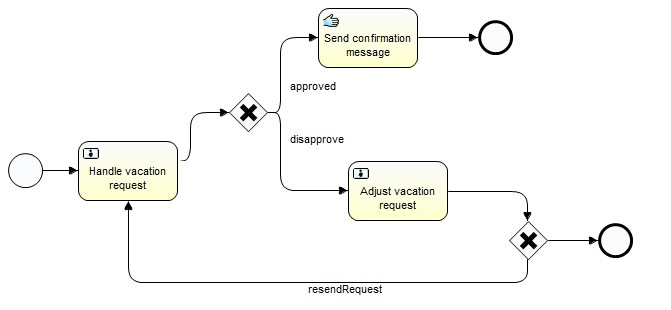 Send confirmation
message
approved
disapprove
Handle vacation
request
Adjust vacation
request
resendRequest